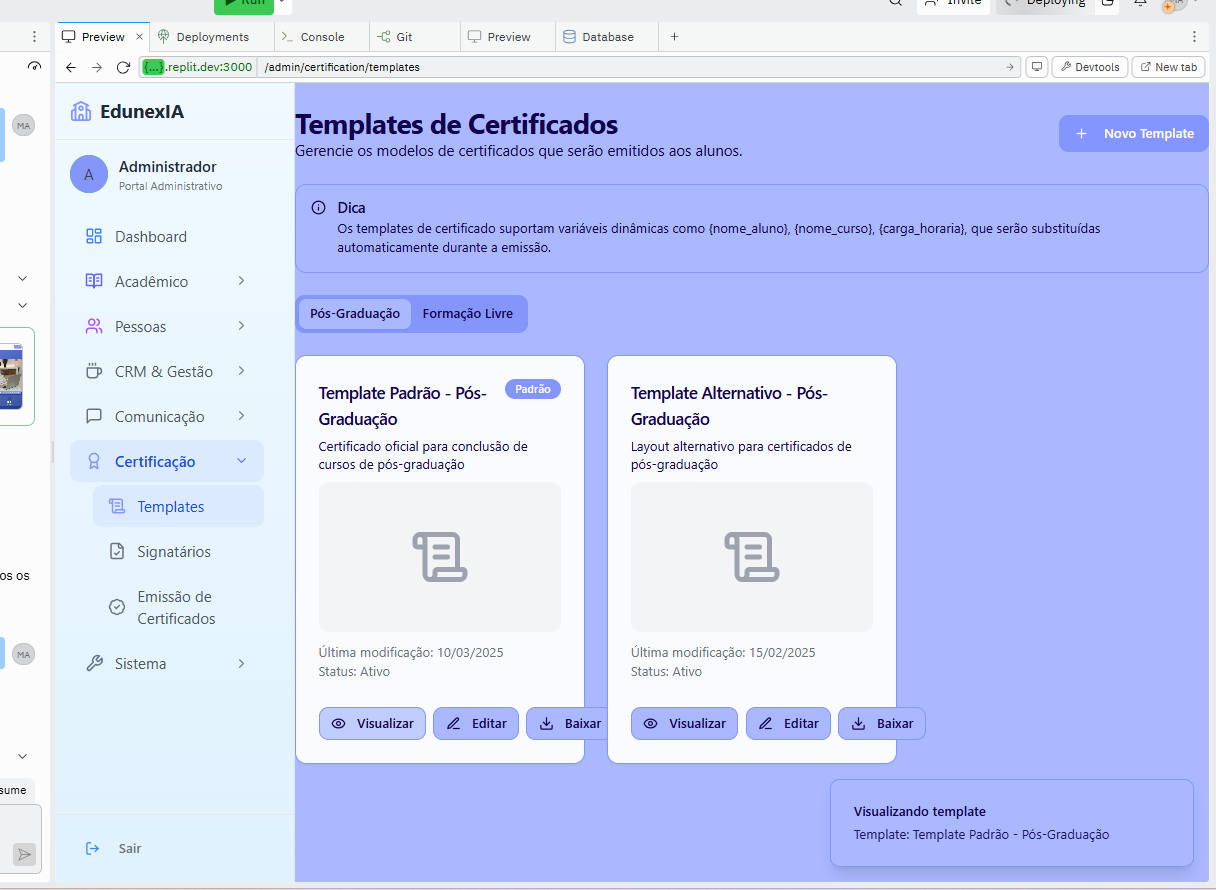 Run
Invite
Deploying
Preview
Deployments
Console
Git
Preview
Database
{...}.replit.dev:3000
/admin/certification/templates
Devtools
New tab
MA
os os
MA
sume
EdunexIA
A
Administrador
Portal Administrativo
Dashboard
Acadêmico
Pessoas
CRM & Gestão
Comunicação
Certificação
Templates
Signatários
Emissão de
Certificados
Sistema
Sair
Templates de Certificados
Gerencie os modelos de certificados que serão emitidos aos alunos.
+ Novo Template
Dica
Os templates de certificado suportam variáveis dinâmicas como {nome_aluno}, {nome_curso}, {carga_horaria}, que serão substituídas
automaticamente durante a emissão.
Pós-Graduação
Formação Livre
Template Padrão - Pós-
Graduação
Padrão
Certificado oficial para conclusão de
cursos de pós-graduação
Última modificação: 10/03/2025
Status: Ativo
Visualizar
Editar
Baixar
Template Alternativo - Pós-
Graduação
Layout alternativo para certificados de
pós-graduação
Última modificação: 15/02/2025
Status: Ativo
Visualizar
Editar
Baixar
Visualizando template
Template: Template Padrão - Pós-Graduação